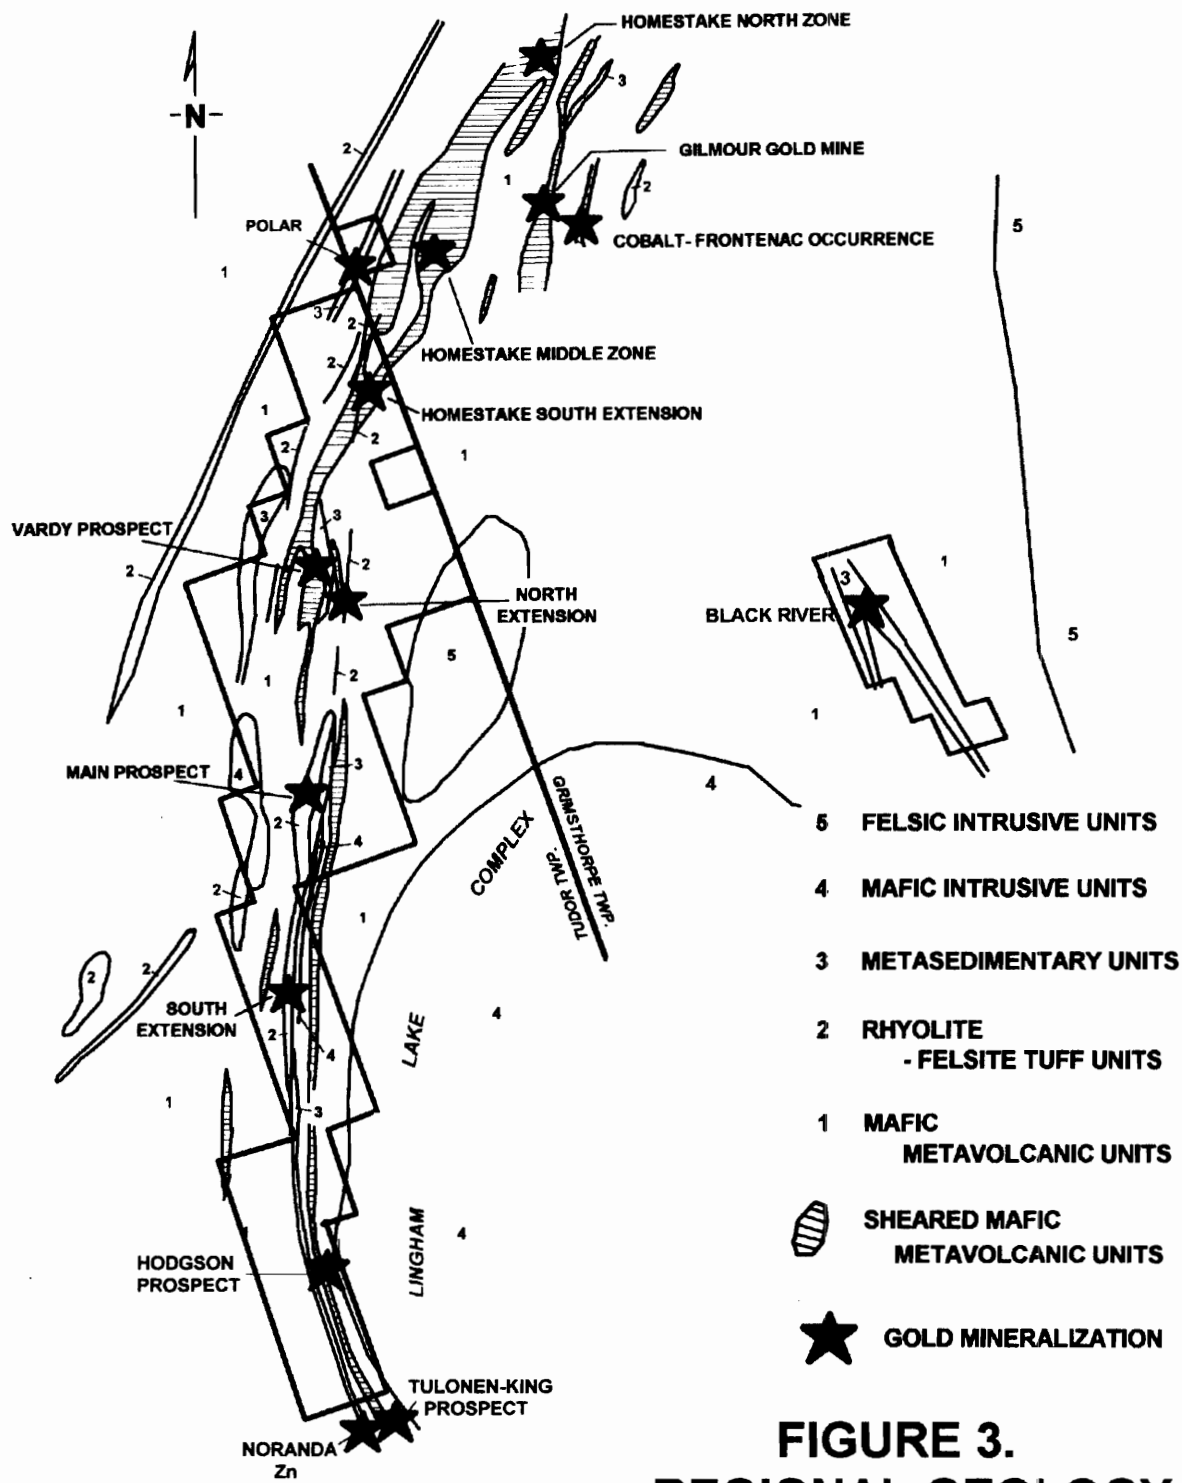 HOMESTAKE NORTH ZONE
3
N
2
GILMOUR GOLD MINE
1
2
5
POLAR
COBALT-FRONTENAC OCCURRENCE
1
3
2
HOMESTAKE MIDDLE ZONE
2
1
HOMESTAKE SOUTH EXTENSION
2
2
1
3
3
VARDY PROSPECT
2
2
1
3
NORTH
EXTENSION
BLACK RIVER
5
5
2
1
1
1
MAIN PROSPECT
4
3
2
4
4
GRIMSTHORPE TWP.
TUDOR TWP.
COMPLEX
2
1
5 FELSIC INTRUSIVE UNITS
4 MAFIC INTRUSIVE UNITS
3 METASEDIMENTARY UNITS
2 RHYOLITE
- FELSITE TUFF UNITS
1 MAFIC
METAVOLCANIC UNITS
SHEARED MAFIC
METAVOLCANIC UNITS
GOLD MINERALIZATION
2
2
SOUTH
EXTENSION
2
4
4
LAKE
1
3
1
4
LINGHAM
HODGSON
PROSPECT
TULONEN-KING
PROSPECT
NORANDA
Zn
FIGURE 3.
REGIONAL GEOLOGY